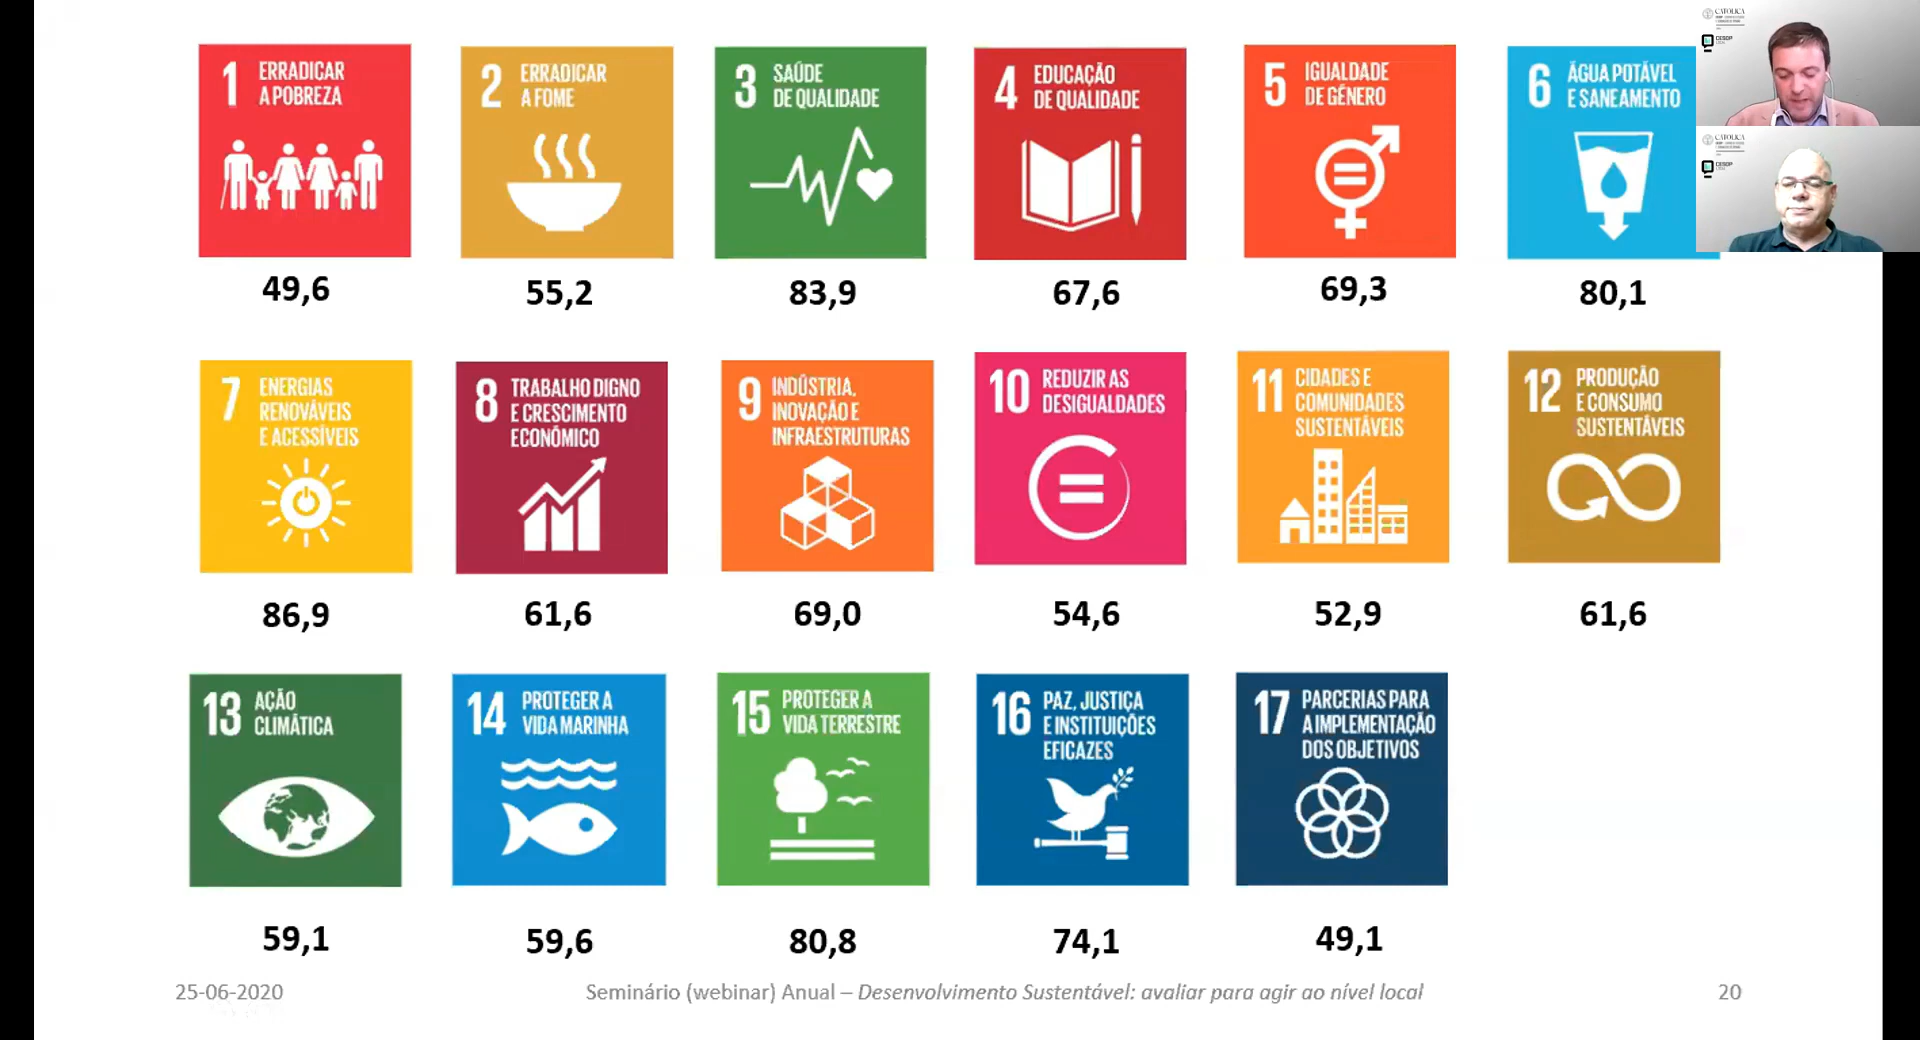 1 ERRADICAR
A POBREZA
2 ERRADICAR
A FOME
3 SAÚDE
DE QUALIDADE
4 EDUCAÇÃO
DE QUALIDADE
5 IGUALDADE
DE GÉNERO
6 ÁGUA POTÁVEL
E SANEAMENTO
CATÓLICA
CESOP
CATÓLICA
CESOP
49,6
55,2
83,9
67,6
69,3
80,1
7 ENERGIAS
RENOVÁVEIS
E ACESSÍVEIS
8 TRABALHO DIGNO
E CRESCIMENTO
ECONÓMICO
9 INDÚSTRIA,
INOVAÇÃO E
INFRAESTRUTURAS
10 REDUZIR AS
DESIGUALDADES
11 CIDADES E
COMUNIDADES
SUSTENTÁVEIS
12 PRODUÇÃO
E CONSUMO
SUSTENTÁVEIS
86,9
61,6
69,0
54,6
52,9
61,6
13 AÇÃO
CLIMÁTICA
14 PROTEGER A
VIDA MARINHA
15 PROTEGER A
VIDA TERRESTRE
16 PAZ, JUSTIÇA
E INSTITUIÇÕES
EFICAZES
17 PARCERIAS PARA
A IMPLEMENTAÇÃO
DOS OBJETIVOS
59,1
59,6
80,8
74,1
49,1
25-06-2020
Seminário (webinar) Anual – Desenvolvimento Sustentável: avaliar para agir ao nível local
20